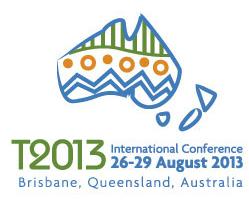 T2013 International Conference
26-29 August 2013
Brisbane, Queensland, Australia